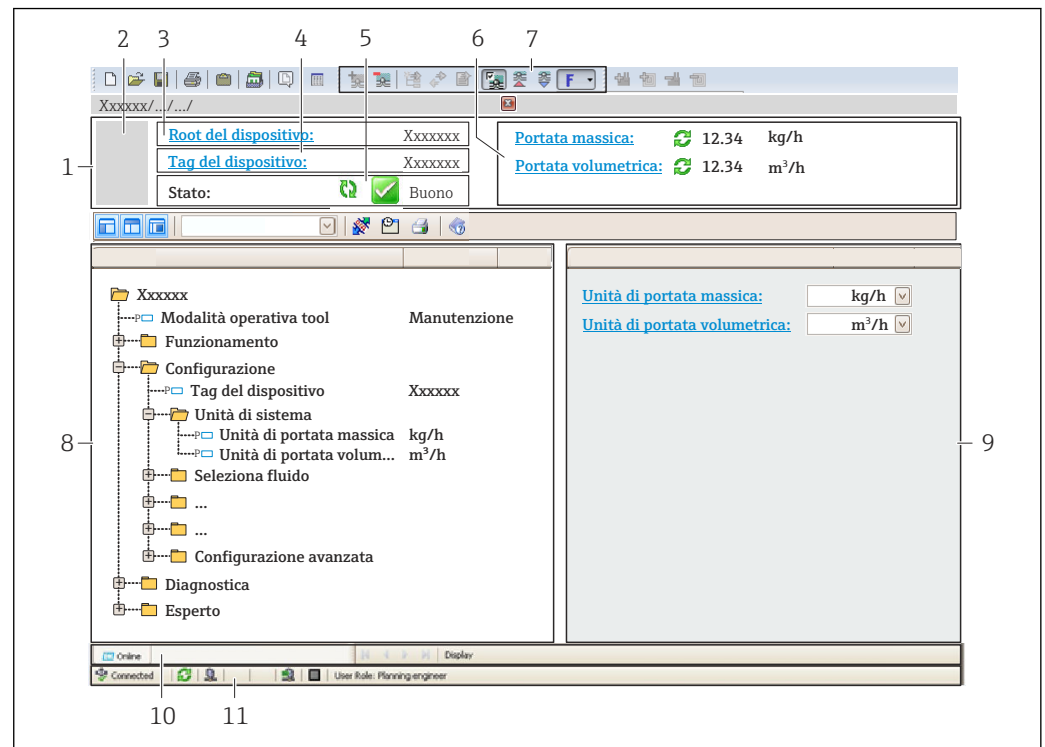 2 3 4 5 6 7
F
Xxxxxx/.../.../
Root del dispositivo: Xxxxxxx
Portata massica: 12.34 kg/h
Tag del dispositivo: Xxxxxxx
Portata volumetrica: 12.34 m³/h
1
Stato: Buono
Xxxxxx
P Modalità operativa tool Manutenzione
Funzionamento
Configurazione
P Tag del dispositivo Xxxxxx
Unità di sistema
P Unità di portata massica kg/h
P Unità di portata volum... m³/h
Seleziona fluido
...
...
Configurazione avanzata
Diagnostica
Esperto
Unità di portata massica: kg/h
Unità di portata volumetrica: m³/h
8
9
Online Display
Connected User Role: Planning engineer
10 11